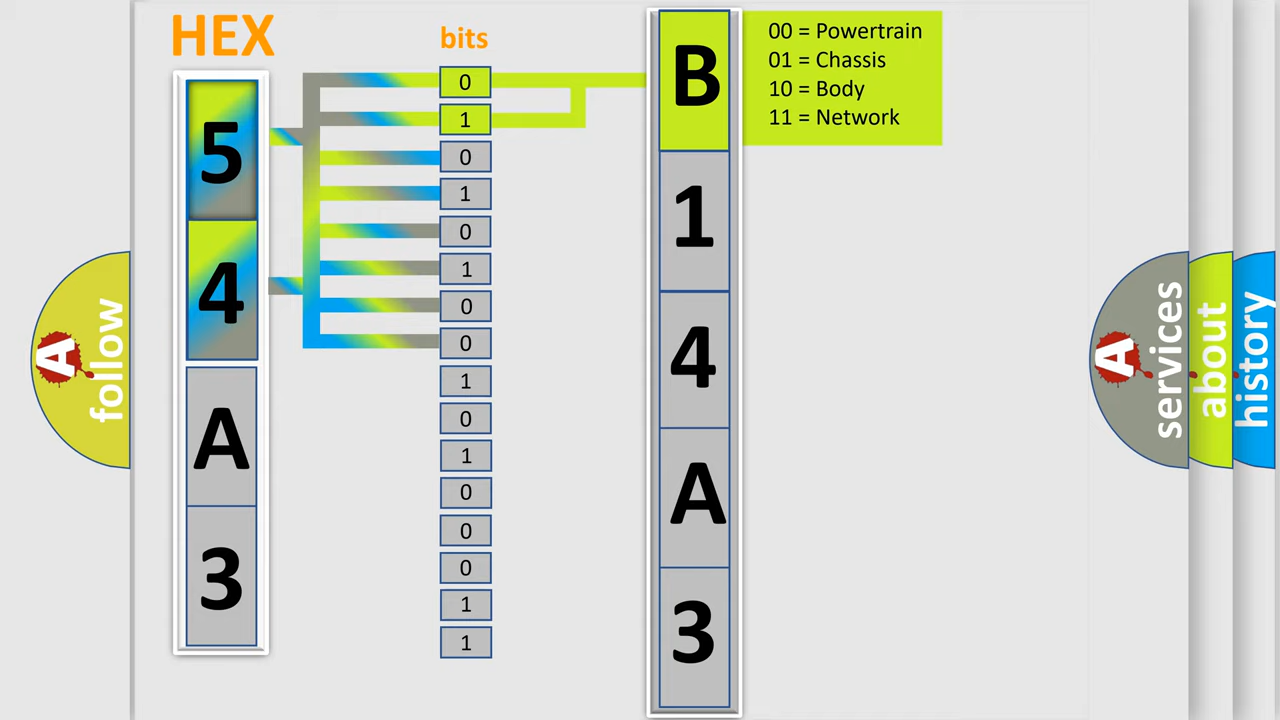 HEX
bits
5
4
A
3
0
1
0
1
0
1
0
0
1
0
1
0
0
0
1
1
B
1
4
A
3
00 = Powertrain
01 = Chassis
10 = Body
11 = Network
A
follow
A
services
about
history